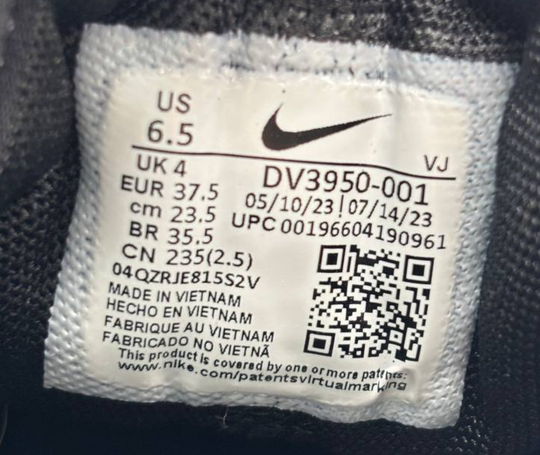 US
6.5
VJ
UK 4
EUR 37.5
cm 23.5
BR 35.5
CN 235(2.5)
DV3950-001
05/10/23|07/14/23
UPC 00196604190961
04QZRJE815S2V
MADE IN VIETNAM
HECHO EN VIETNAM
FABRIQUE AU VIETNAM
FABRICADO NO VIETNÃ
This product is covered by one or more patents:
www.nike.com/patentsvirtualmarking